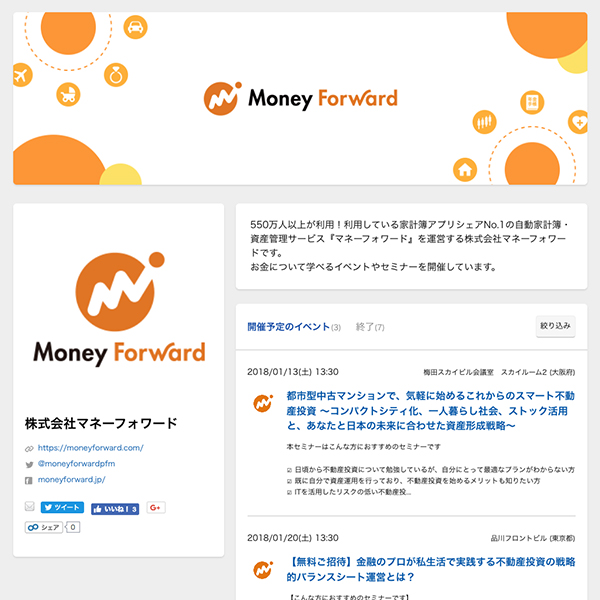 Money Forward
Money Forward
株式会社マネーフォワード
https://moneyforward.com/
@moneyforwardpfm
moneyforward.jp/
ツイート
いいね！3
G+
シェア 0
550万人以上が利用！利用している家計簿アプリシェアNo.1の自動家計簿・
資産管理サービス『マネーフォワード』を運営する株式会社マネーフォワー
ドです。
お金について学べるイベントやセミナーを開催しています。
開催予定のイベント(3) 終了(7) 絞り込み
2018/01/13(土) 13:30 梅田スカイビル会議室 スカイルーム2 (大阪府)
都市型中古マンションで、気軽に始めるこれからのスマート不動
産投資 〜コンパクトシティ化、一人暮らし社会、ストック活用
と、あなたと日本の未来に合わせた資産形成戦略〜
本セミナーはこんな方におすすめのセミナーです
☑ 日頃から不動産投資について勉強しているが、自分にとって最適なプランがわからない方
☑ 既に自分で資産運用を行っており、不動産投資を始めるメリットも知りたい方
☑ ITを活用したリスクの低い不動産投...
2018/01/20(土) 13:30 品川フロントビル (東京都)
【無料ご招待】金融のプロが私生活で実践する不動産投資の戦略
的バランスシート運営とは？
【こんな方におすすめのセミナーです】